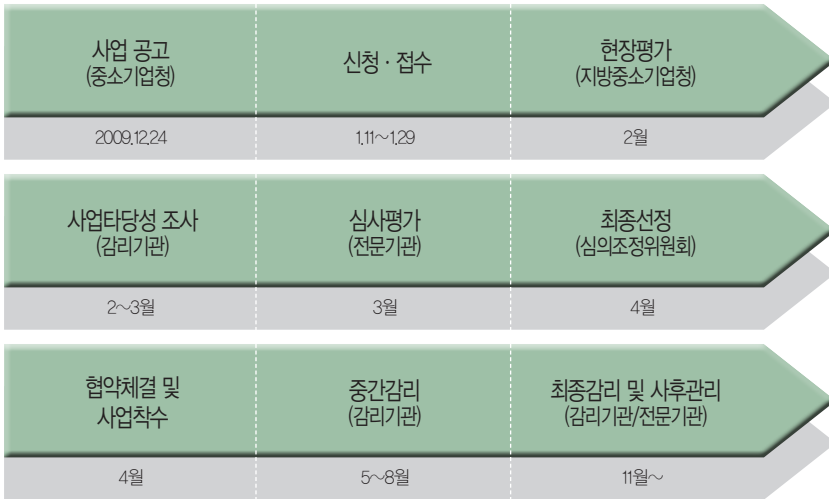 사업 공고
(중소기업청)
신청 · 접수
현장평가
(지방중소기업청)
2009.12.24
1.11~1.29
2월
사업타당성 조사
(감리기관)
심사평가
(전문기관)
최종선정
(심의조정위원회)
2~3월
3월
4월
협약체결 및
사업착수
중간감리
(감리기관)
최종감리 및 사후관리
(감리기관/전문기관)
4월
5~8월
11월~